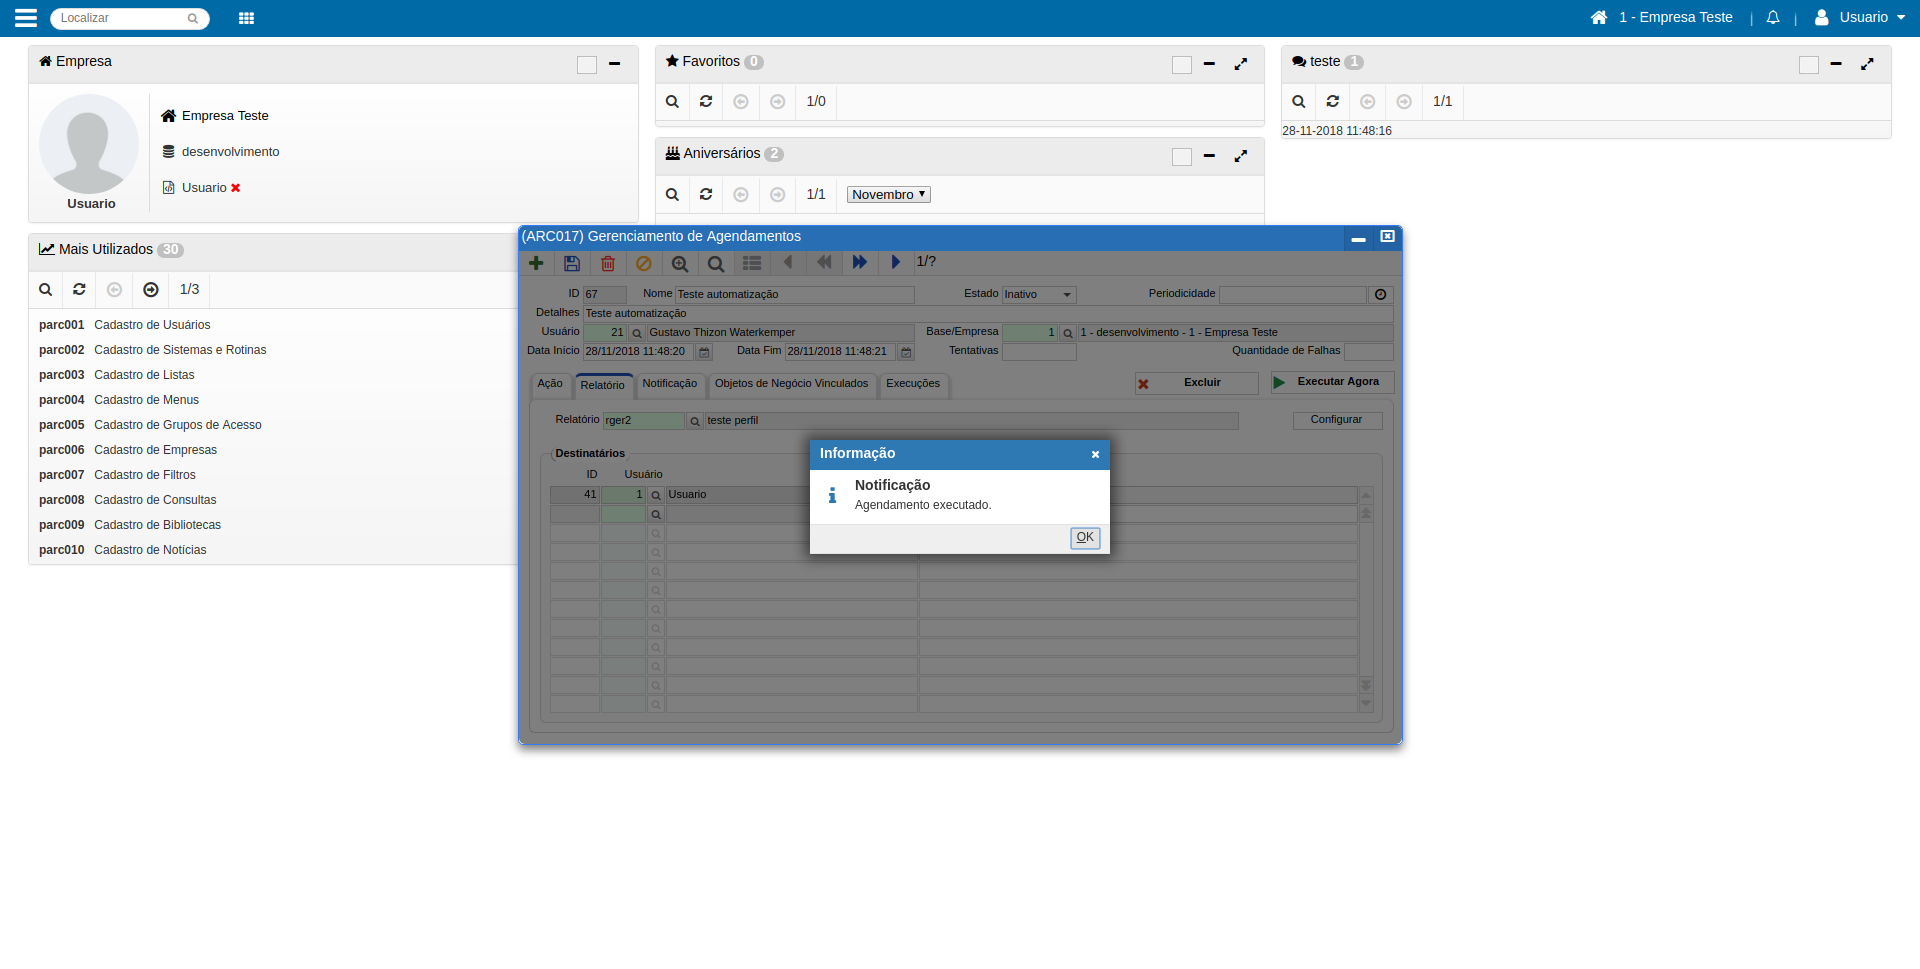 Localizar
1 - Empresa Teste | | Usuario
Empresa
Empresa Teste
desenvolvimento
Usuario
Usuario
Mais Utilizados 30
1/3
parc001 Cadastro de Usuários
parc002 Cadastro de Sistemas e Rotinas
parc003 Cadastro de Listas
parc004 Cadastro de Menus
parc005 Cadastro de Grupos de Acesso
parc006 Cadastro de Empresas
parc007 Cadastro de Filtros
parc008 Cadastro de Consultas
parc009 Cadastro de Bibliotecas
parc010 Cadastro de Notícias
Favoritos 0
1/0
Aniversários 2
1/1 Novembro
teste 1
1/1
28-11-2018 11:48:16
(ARC017) Gerenciamento de Agendamentos
1/?
ID 67 Nome Teste automatização Estado Inativo Periodicidade
Detalhes Teste automatização
Usuário 21 Gustavo Thizon Waterkemper Base/Empresa 1 1 - desenvolvimento - 1 - Empresa Teste
Data Início 28/11/2018 11:48:20 Data Fim 28/11/2018 11:48:21 Tentativas Quantidade de Falhas
Ação Relatório Notificação Objetos de Negócio Vinculados Execuções Excluir Executar Agora
Relatório rger2 teste perfil Configurar
Destinatários
ID Usuário
41 1 Usuario
Informação
Notificação
Agendamento executado.
OK